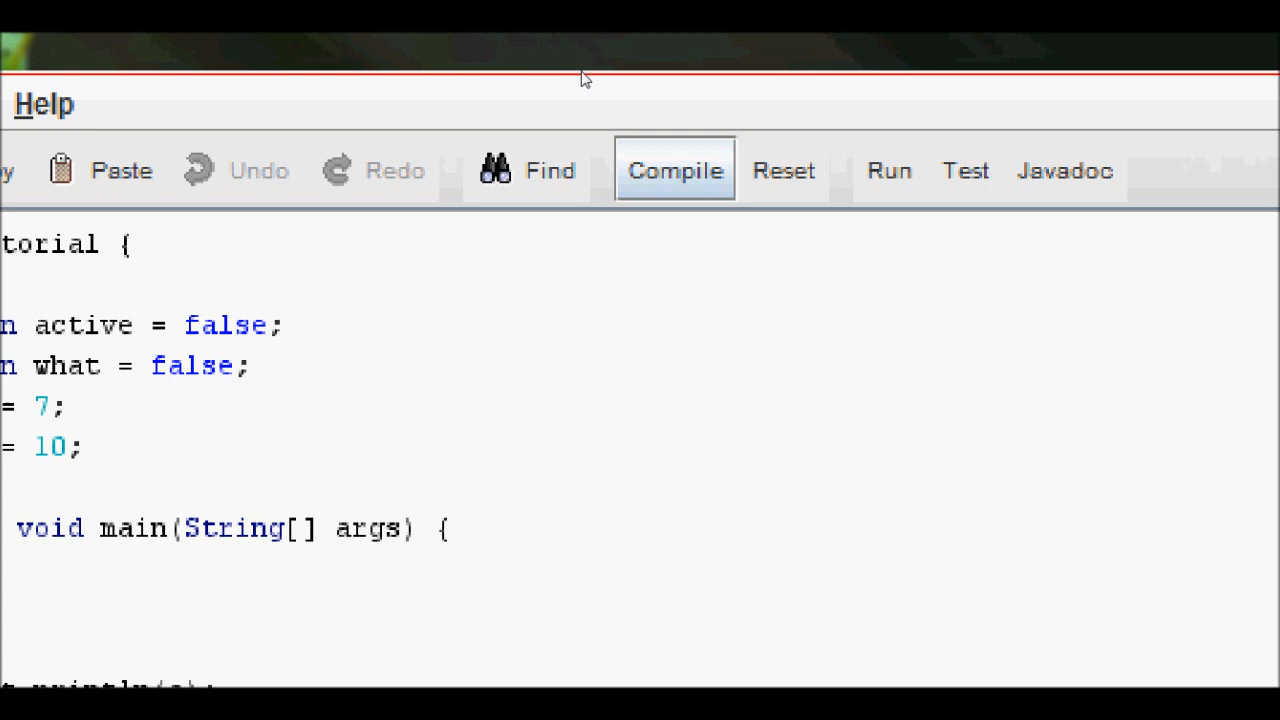 Help
y Paste Undo Redo Find Compile Reset Run Test Javadoc
torial {
n active = false;
n what = false;
= 7;
= 10;
void main(String[] args) {